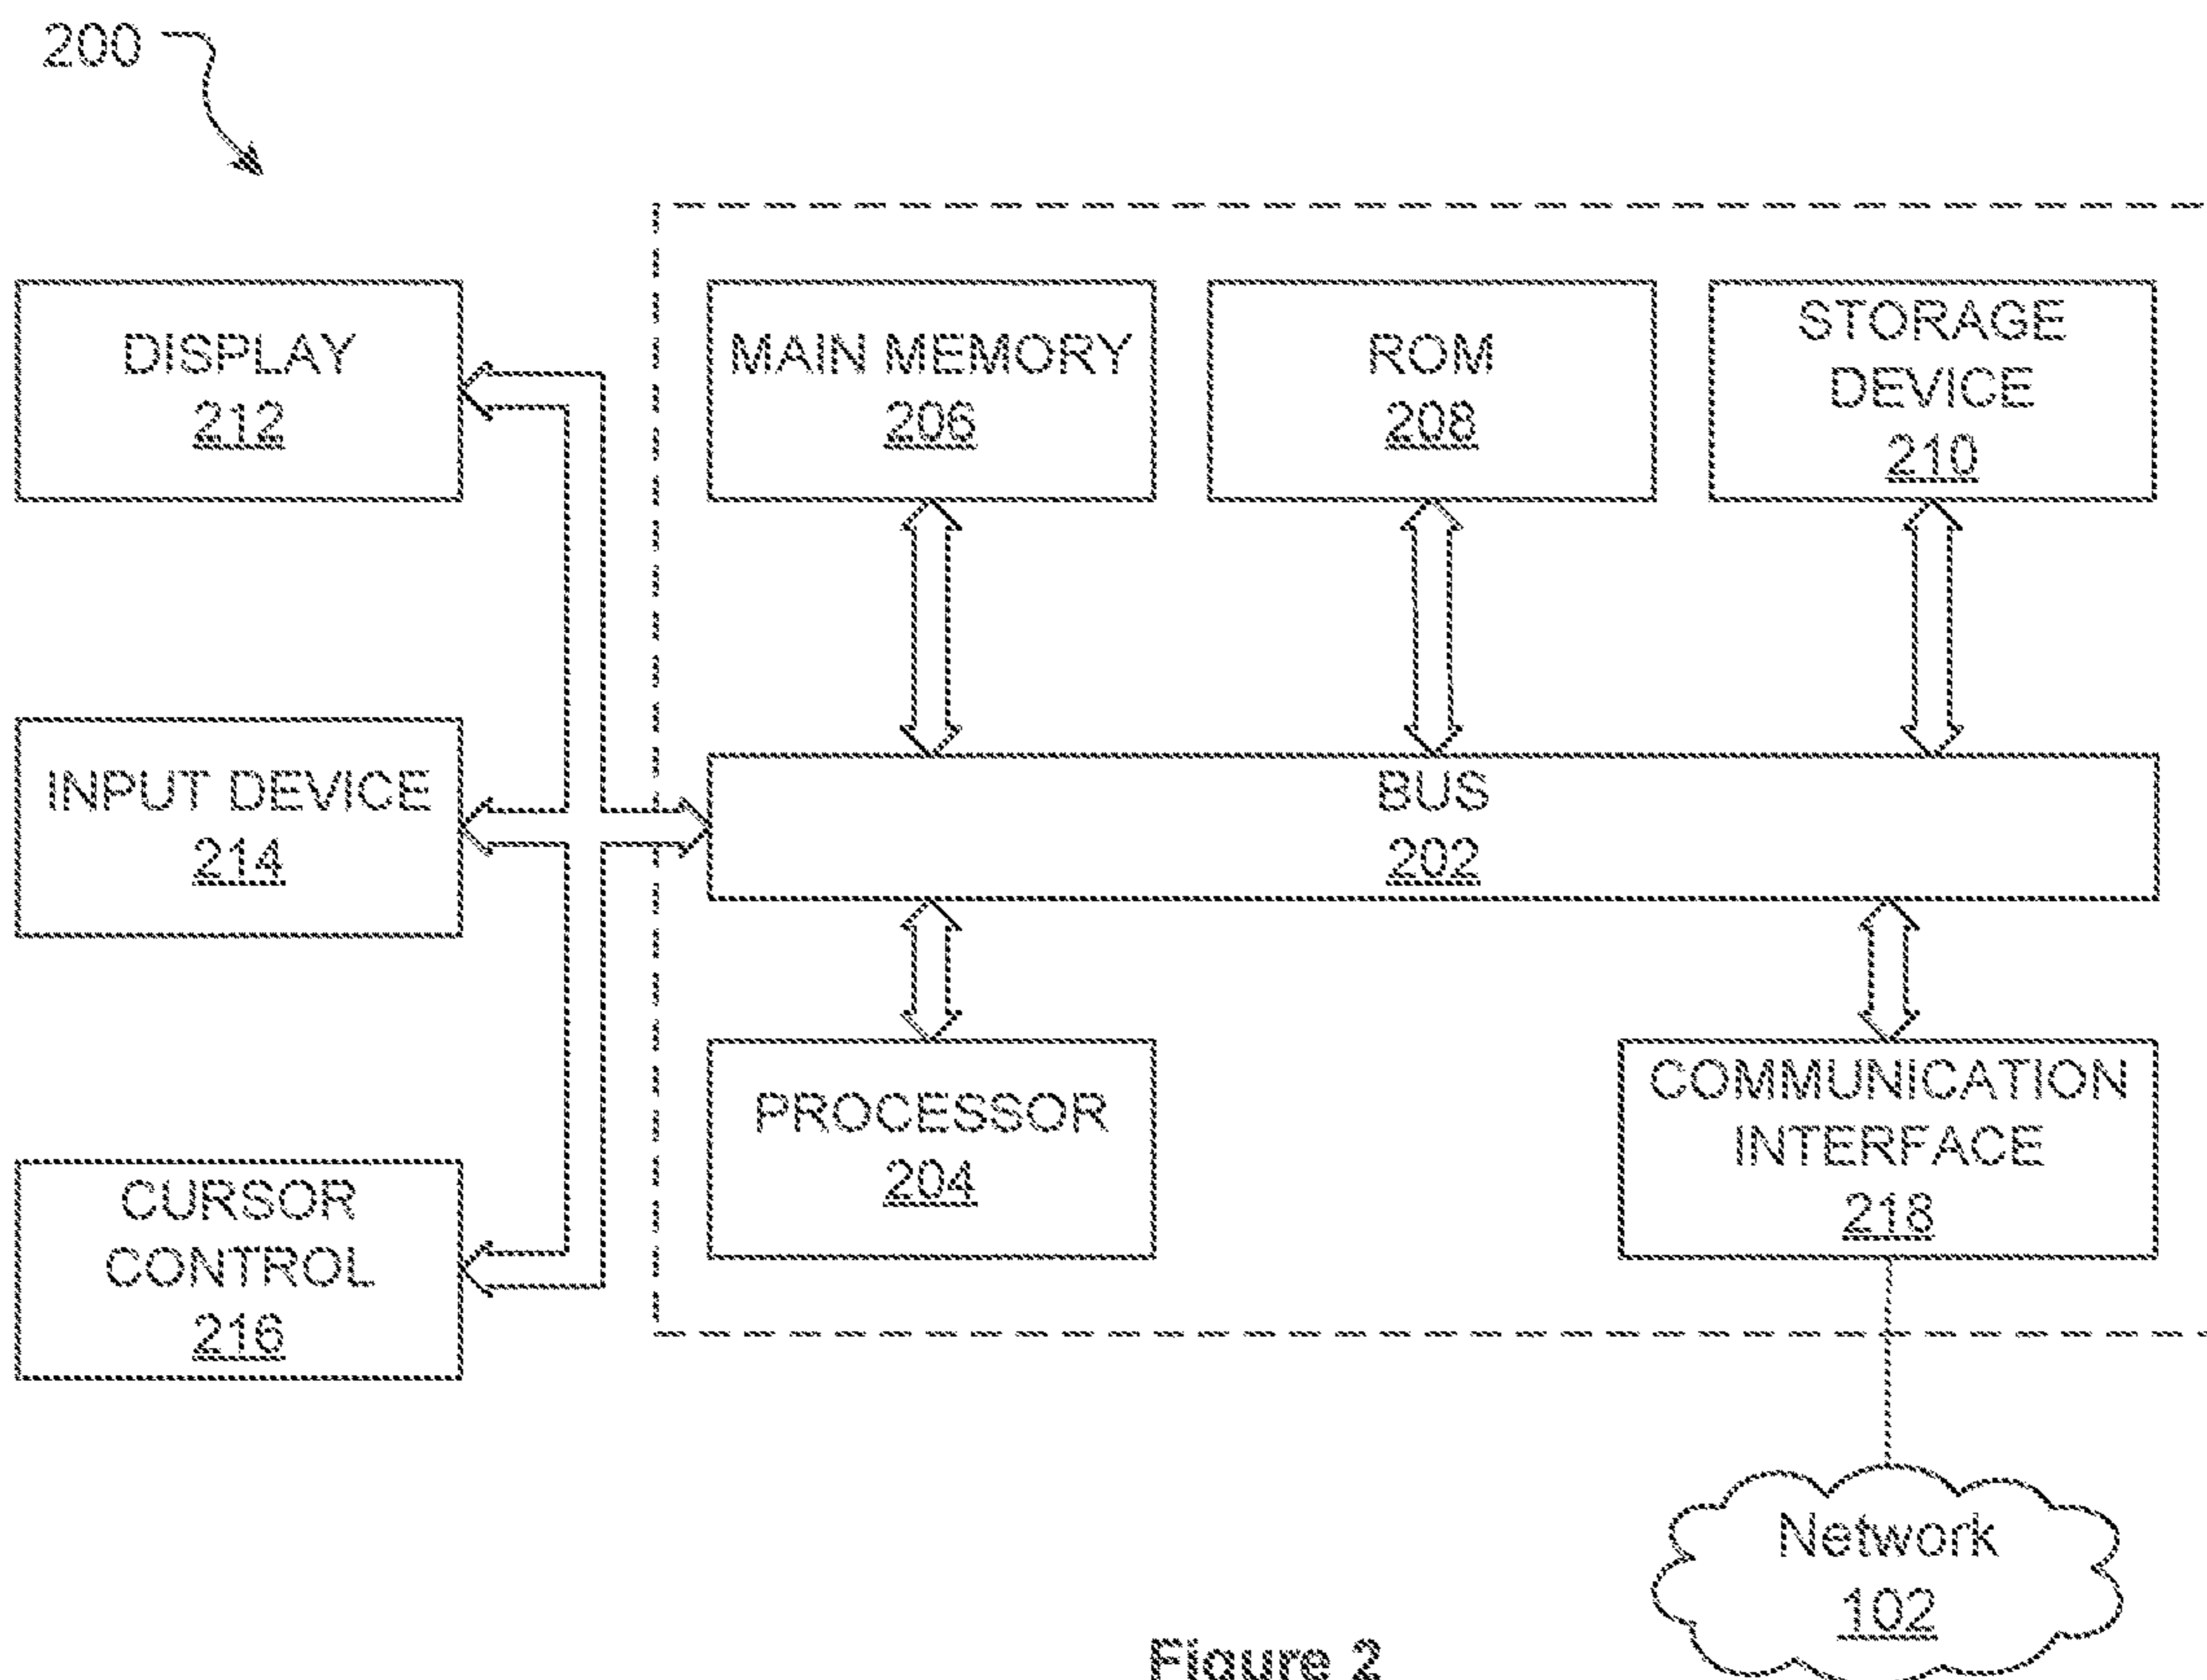 200
DISPLAY
212
MAIN MEMORY
206
ROM
208
STORAGE
DEVICE
210
INPUT DEVICE
214
BUS
202
CURSOR
CONTROL
216
PROCESSOR
204
COMMUNICATION
INTERFACE
218
Network
102
Figure 2